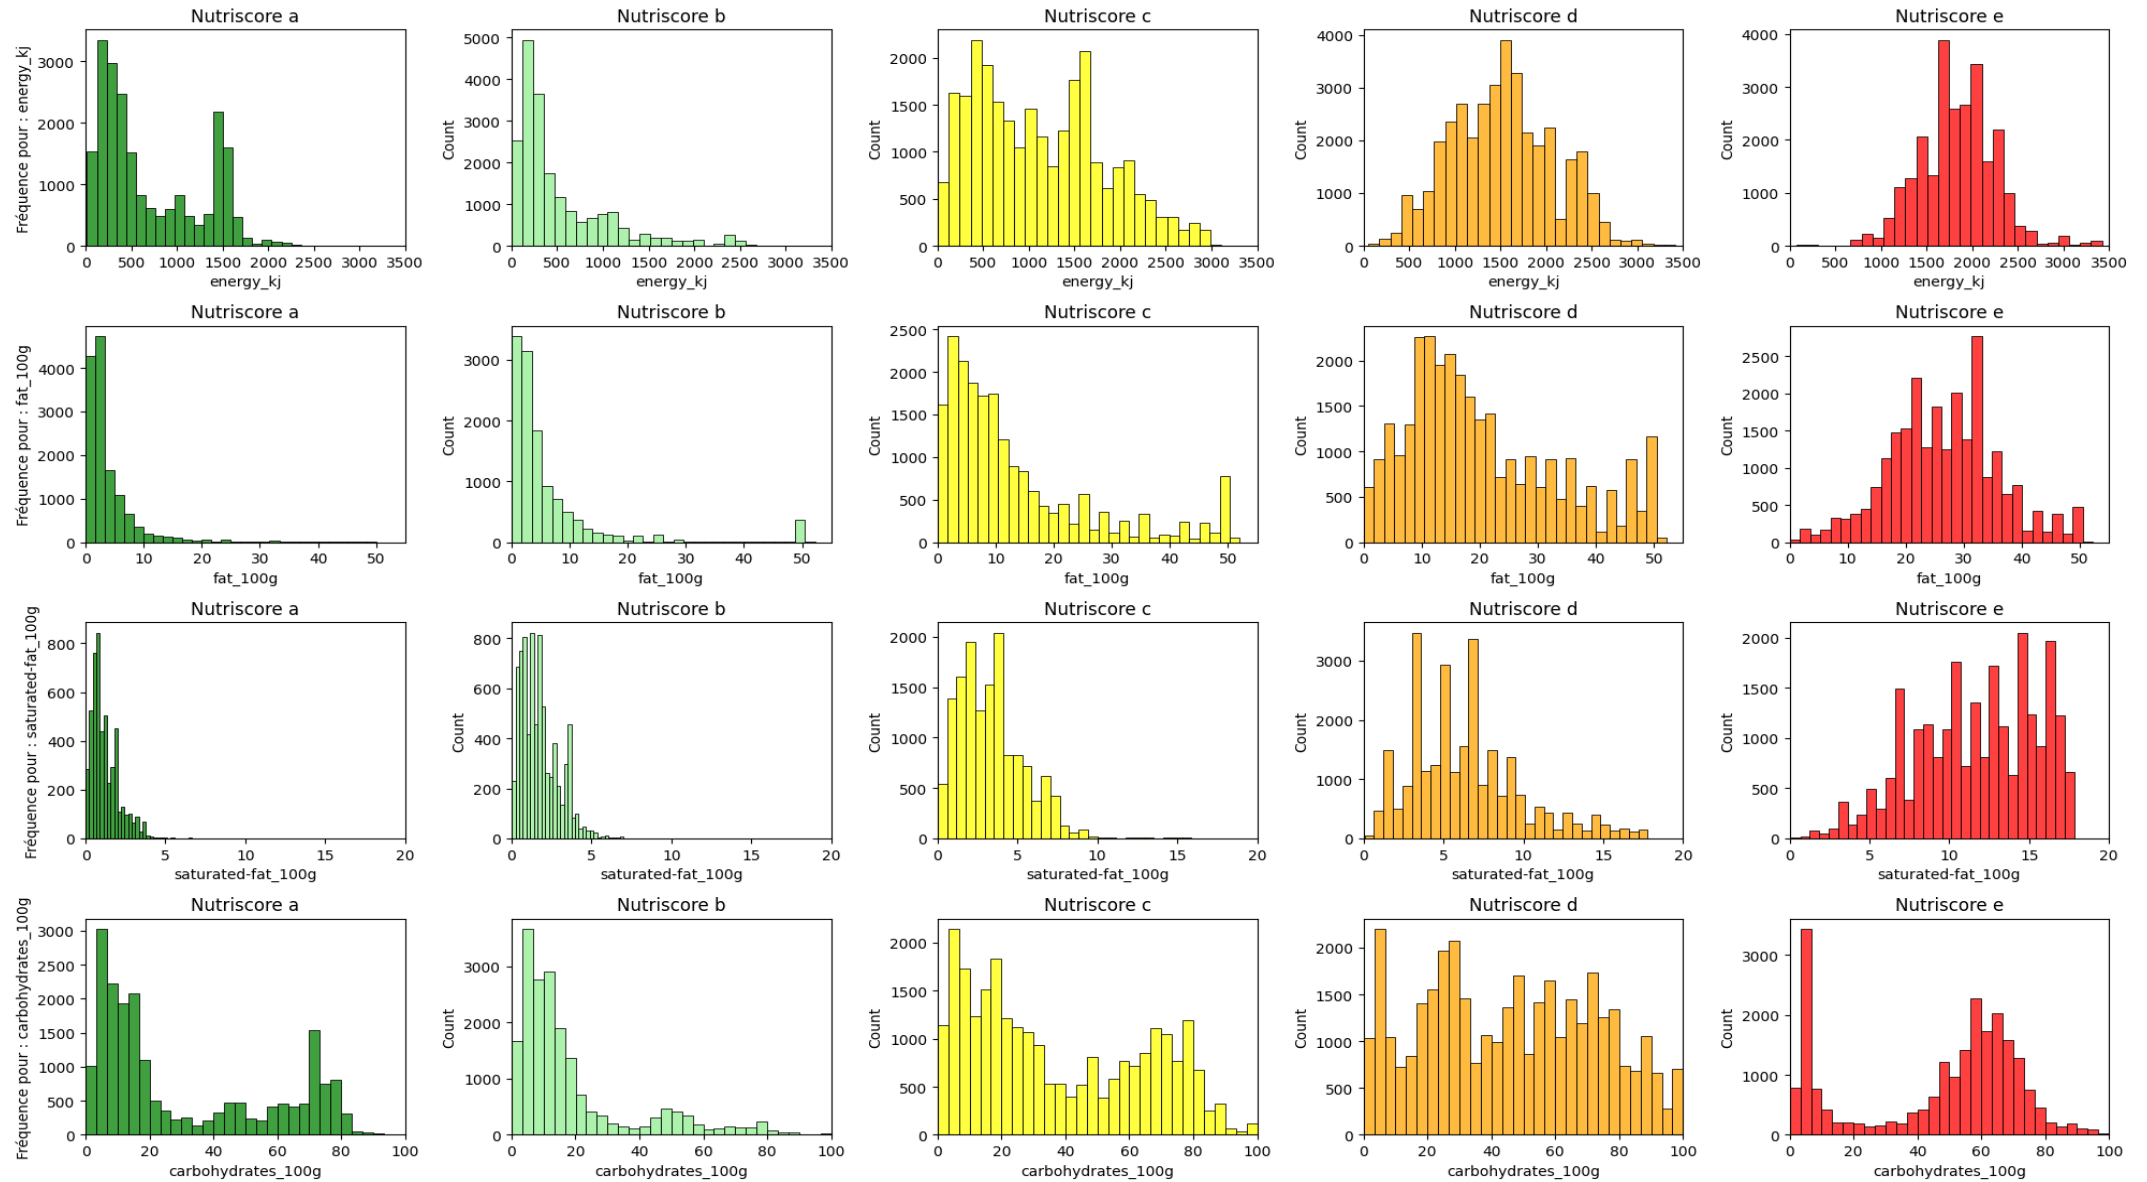 Nutriscore a
Nutriscore b
Nutriscore c
Nutriscore d
Nutriscore e
Fréquence pour : energy_kj
3000
2000
1000
0
0 500 1000 1500 2000 2500 3000 3500
energy_kj
Count
5000
4000
3000
2000
1000
0
0 500 1000 1500 2000 2500 3000 3500
energy_kj
Count
2000
1500
1000
500
0
0 500 1000 1500 2000 2500 3000 3500
energy_kj
Count
4000
3000
2000
1000
0
0 500 1000 1500 2000 2500 3000 3500
energy_kj
Count
4000
3000
2000
1000
0
0 500 1000 1500 2000 2500 3000 3500
energy_kj
Nutriscore a
Nutriscore b
Nutriscore c
Nutriscore d
Nutriscore e
Fréquence pour : fat_100g
4000
3000
2000
1000
0
0 10 20 30 40 50
fat_100g
Count
3000
2000
1000
0
0 10 20 30 40 50
fat_100g
Count
2500
2000
1500
1000
500
0
0 10 20 30 40 50
fat_100g
Count
2000
1500
1000
500
0
0 10 20 30 40 50
fat_100g
Count
2500
2000
1500
1000
500
0
0 10 20 30 40 50
fat_100g
Nutriscore a
Nutriscore b
Nutriscore c
Nutriscore d
Nutriscore e
Fréquence pour : saturated-fat_100g
800
600
400
200
0
0 5 10 15 20
saturated-fat_100g
Count
800
600
400
200
0
0 5 10 15 20
saturated-fat_100g
Count
2000
1500
1000
500
0
0 5 10 15 20
saturated-fat_100g
Count
3000
2000
1000
0
0 5 10 15 20
saturated-fat_100g
Count
2000
1500
1000
500
0
0 5 10 15 20
saturated-fat_100g
Nutriscore a
Nutriscore b
Nutriscore c
Nutriscore d
Nutriscore e
Fréquence pour : carbohydrates_100g
3000
2500
2000
1500
1000
500
0
0 20 40 60 80 100
carbohydrates_100g
Count
3000
2000
1000
0
0 20 40 60 80 100
carbohydrates_100g
Count
2000
1500
1000
500
0
0 20 40 60 80 100
carbohydrates_100g
Count
2000
1500
1000
500
0
0 20 40 60 80 100
carbohydrates_100g
Count
3000
2000
1000
0
0 20 40 60 80 100
carbohydrates_100g